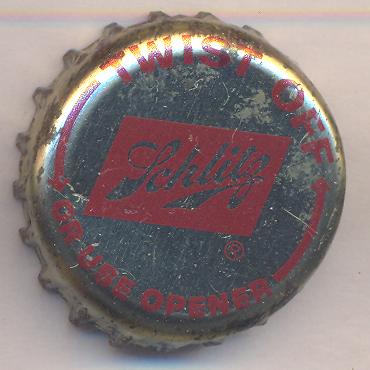 TWIST OFF
Schlitz
®
OR USE OPENER